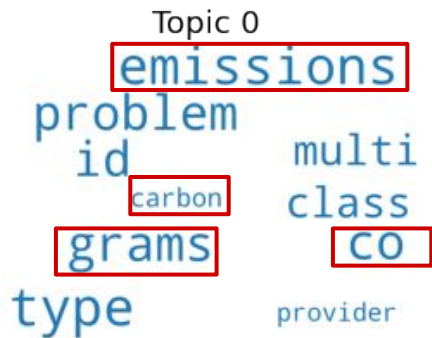 Topic 0
emissions
problem
id multi
carbon class
grams co
type provider